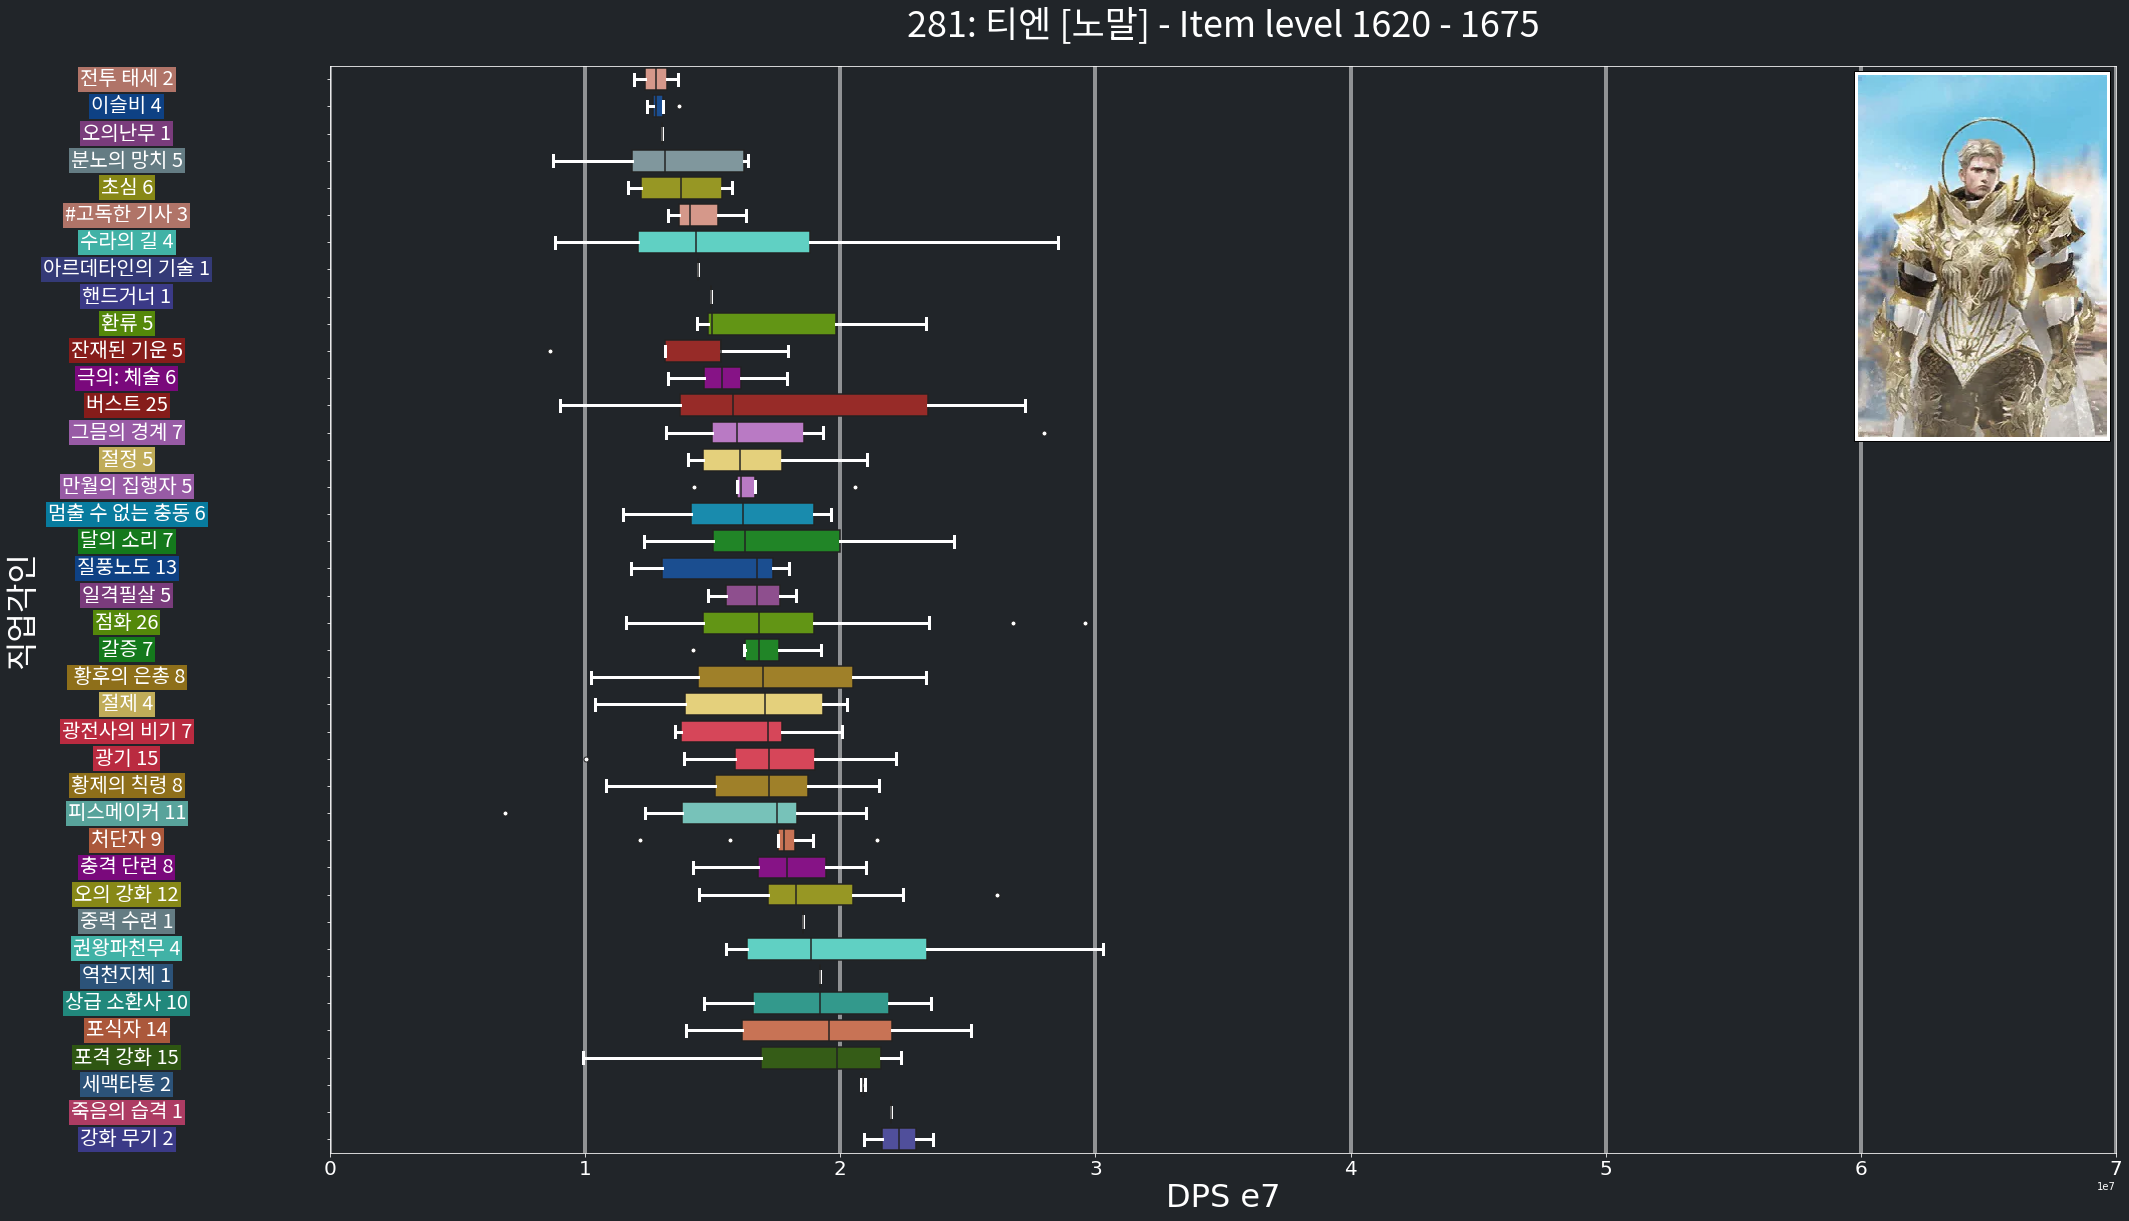 281: 티엔 [노말] - Item level 1620 - 1675
직업각인
전투 태세 2
이슬비 4
오의난무 1
분노의 망치 5
초심 6
#고독한 기사 3
수라의 길 4
아르데타인의 기술 1
핸드거너 1
환류 5
잔재된 기운 5
극의: 체술 6
버스트 25
그믐의 경계 7
절정 5
만월의 집행자 5
멈출 수 없는 충동 6
달의 소리 7
질풍노도 13
일격필살 5
점화 26
갈증 7
황후의 은총 8
절제 4
광전사의 비기 7
광기 15
황제의 칙령 8
피스메이커 11
처단자 9
충격 단련 8
오의 강화 12
중력 수련 1
권왕파천무 4
역천지체 1
상급 소환사 10
포식자 14
포격 강화 15
세맥타통 2
죽음의 습격 1
강화 무기 2
0 1 2 3 4 5 6 7
1e7
DPS e7